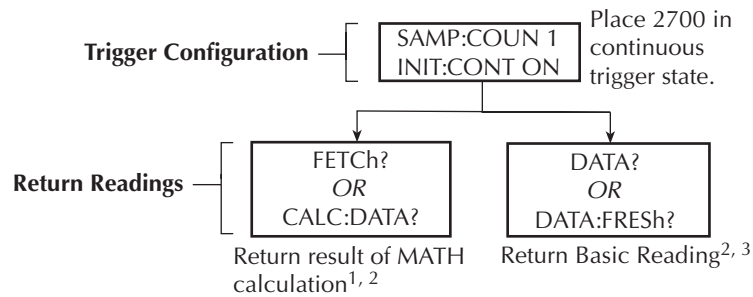 Trigger Configuration
SAMP:COUN 1
INIT:CONT ON
Place 2700 in
continuous
trigger state.
Return Readings
FETCh?
OR
CALC:DATA?
DATA?
OR
DATA:FRESh?
Return result of MATH
calculation1, 2
Return Basic Reading2, 3